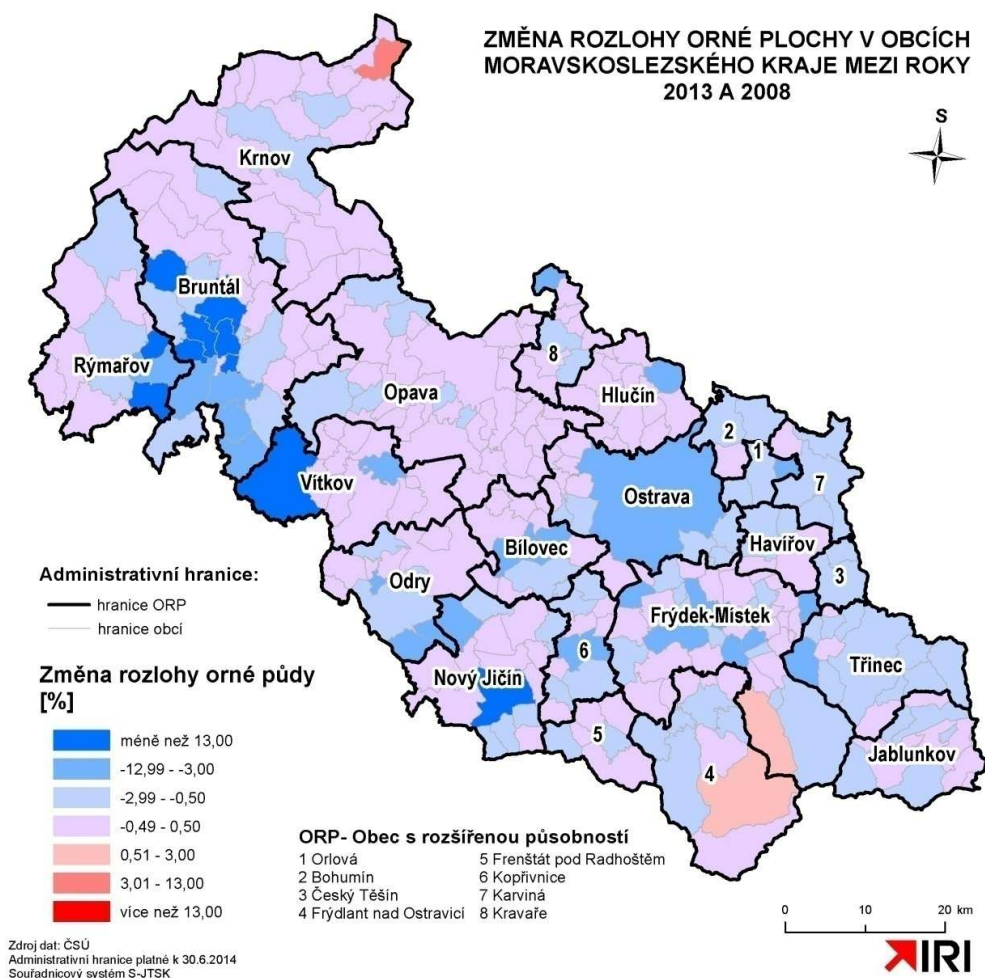 ZMĚNA ROZLOHY ORNÉ PLOCHY V OBCÍCH
MORAVSKOSLEZSKÉHO KRAJE MEZI ROKY
2013 A 2008
S
Krnov
Bruntál
Rýmařov
8
Opava
Hlučín
2
1
7
Vítkov
Ostrava
Bílovec
Havířov
Odry
3
Frýdek-Místek
6
Třinec
Nový Jičín
5
4
Jablunkov
Administrativní hranice:
hranice ORP
hranice obcí
Změna rozlohy orné půdy
[%]
méně než 13,00
-12,99 - -3,00
-2,99 - -0,50
-0,49 - 0,50
0,51 - 3,00
3,01 - 13,00
více než 13,00
ORP- Obec s rozšířenou působností
1 Orlová
2 Bohumín
3 Český Těšín
4 Frýdlant nad Ostravicí
5 Frenštát pod Radhoštěm
6 Kopřivnice
7 Karviná
8 Kravaře
0 10 20 km
Zdroj dat: ČSÚ
Administrativní hranice platné k 30.6.2014
Souřadnicový systém S-JTSK
IRI